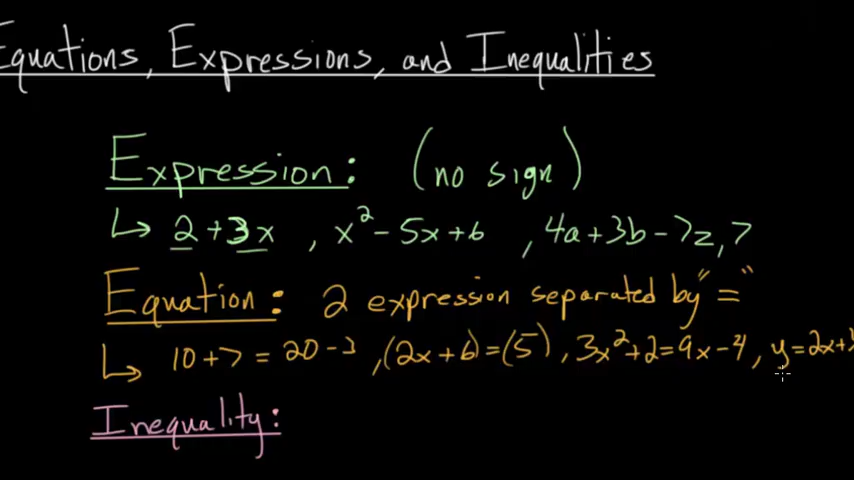 Equations, Expressions, and Inequalities
Expression: (no sign)
↳ 2 + 3x , x² - 5x + 6 , 4a + 3b - 7z, 7
Equation: 2 expression separated by "="
↳ 10 + 7 = 20 - 3 , (2x + 6) = (5) , 3x² + 2 = 9x - 4 , y = 2x +
Inequality: